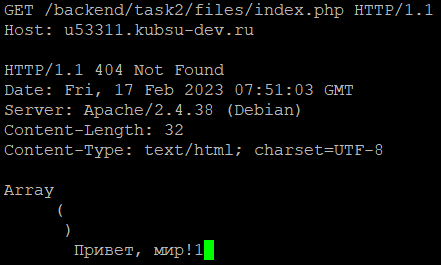 GET /backend/task2/files/index.php HTTP/1.1
Host: u53311.kubsu-dev.ru

HTTP/1.1 404 Not Found
Date: Fri, 17 Feb 2023 07:51:03 GMT
Server: Apache/2.4.38 (Debian)
Content-Length: 32
Content-Type: text/html; charset=UTF-8

Array
(
)
Привет, мир!1